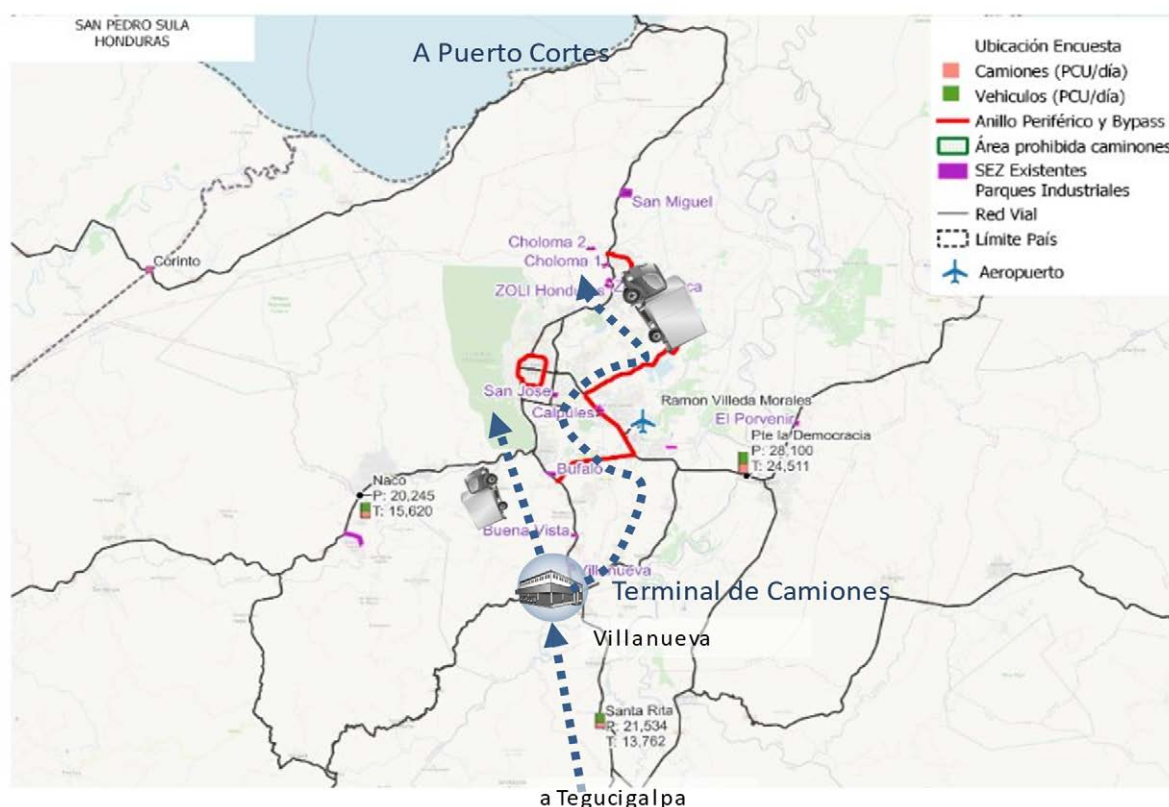 SAN PEDRO SULA
HONDURAS
A Puerto Cortes
Ubicación Encuesta
Camiones (PCU/día)
Vehiculos (PCU/día)
Anillo Periférico y Bypass
Área prohibida caminones
SEZ Existentes
Parques Industriales
Red Vial
Límite País
Aeropuerto
San Miguel
Corinto
Choloma 2
Choloma 1
ZOLI Honduras
San Jose
Calpules
Ramon Villeda Morales
El Porvenir
Pte la Democracia
P: 28,100
T: 24,511
Bufalo
Naco
P: 20,245
T: 15,620
Buena Vista
Villanueva
Terminal de Camiones
Villanueva
Santa Rita
P: 21,534
T: 13,762
a Tegucigalpa